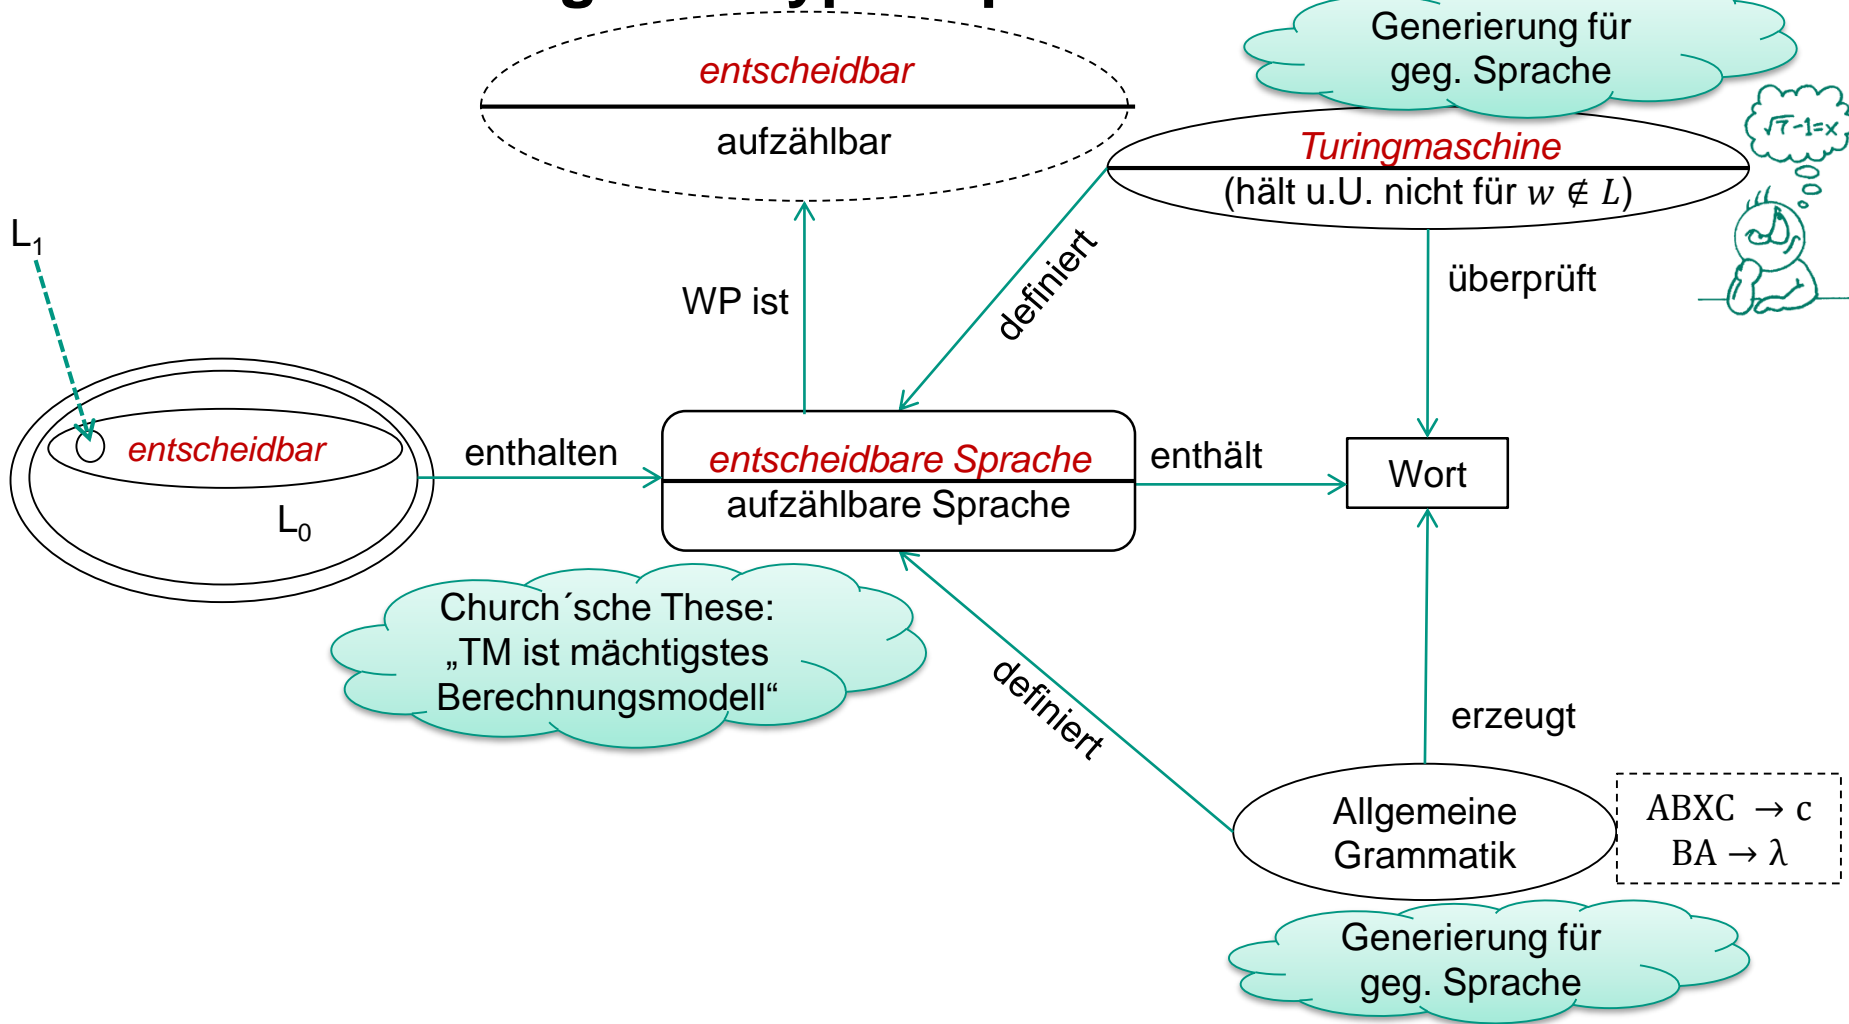 Generierung für
geg. Sprache
entscheidbar
aufzählbar
Turingmaschine
(hält u.U. nicht für w ∉ L)
√7-1=x
L₁
WP ist
definiert
überprüft
entscheidbar
L₀
enthalten
entscheidbare Sprache
aufzählbare Sprache
enthält
Wort
Church´sche These:
„TM ist mächtigstes
Berechnungsmodell“
definiert
erzeugt
Allgemeine
Grammatik
ABXC → c
BA → λ
Generierung für
geg. Sprache